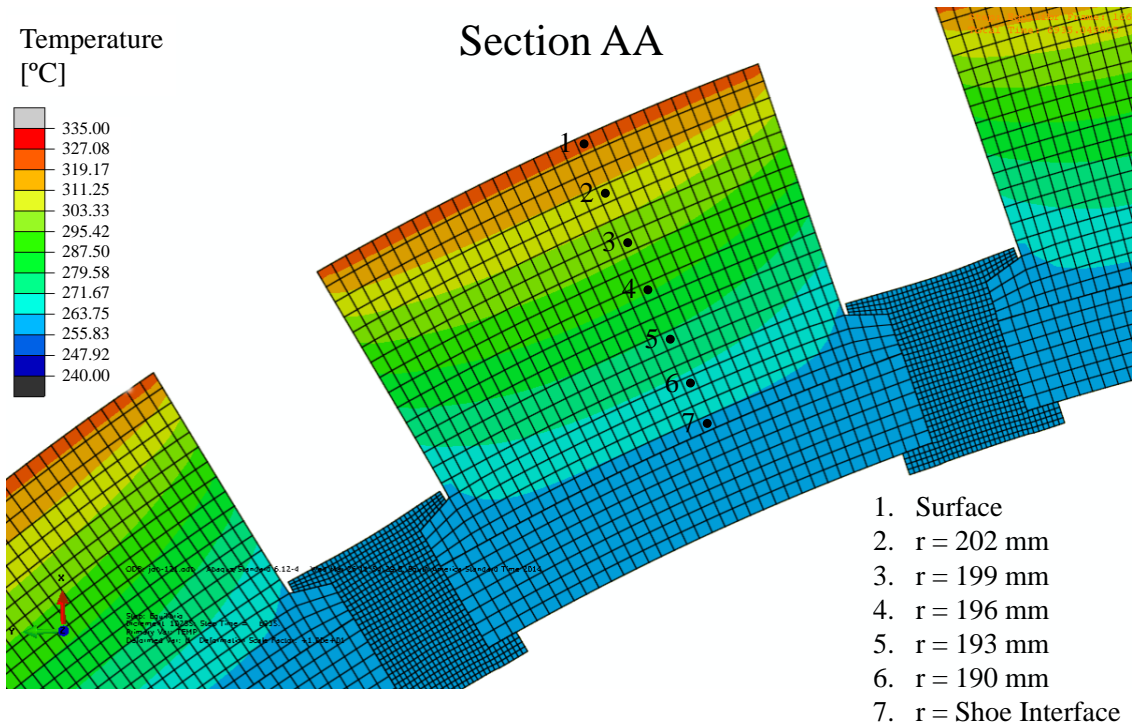 Section AA
Temperature
[ºC]
335.00
327.08
319.17
311.25
303.33
295.42
287.50
279.58
271.67
263.75
255.83
247.92
240.00
1
2
3
4
5
6
7
1. Surface
2. r = 202 mm
3. r = 199 mm
4. r = 196 mm
5. r = 193 mm
6. r = 190 mm
7. r = Shoe Interface
X
Y